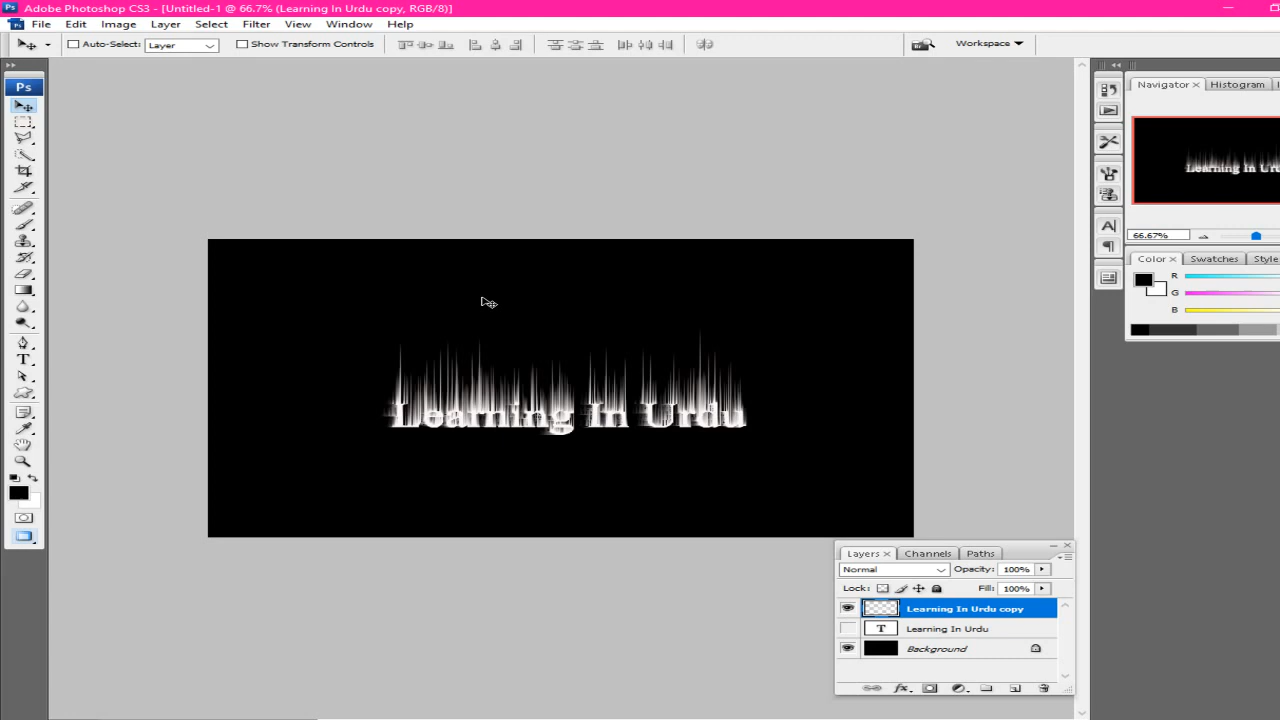 Ps Adobe Photoshop CS3 - [Untitled-1 @ 66.7% (Learning In Urdu copy, RGB/8)]
File Edit Image Layer Select Filter View Window Help
Auto-Select: Layer Show Transform Controls Workspace
Ps
Navigator × Histogram
Learning In Urdu
66.67%
Color × Swatches Style
R
G
B
A
T
Learning In Urdu
Layers × Channels Paths
Normal Opacity: 100%
Lock: Fill: 100%
Learning In Urdu copy
T Learning In Urdu
Background
fx